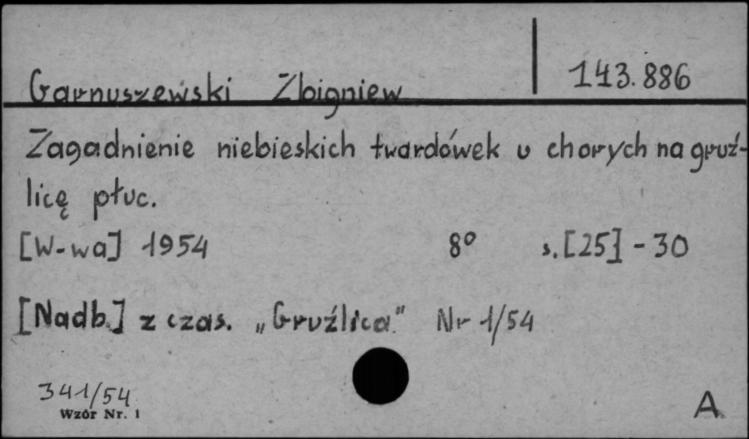 Garnuszewski Zbigniew 143.886
Zagadnienie niebieskich twardówek u chorych na gruź-
licę płuc.
[W-wa] 1954 8° s.[25] - 30
[Nadb.] z czas. „Gruźlica” Nr 1/54
341/54
Wzór Nr. 1
A